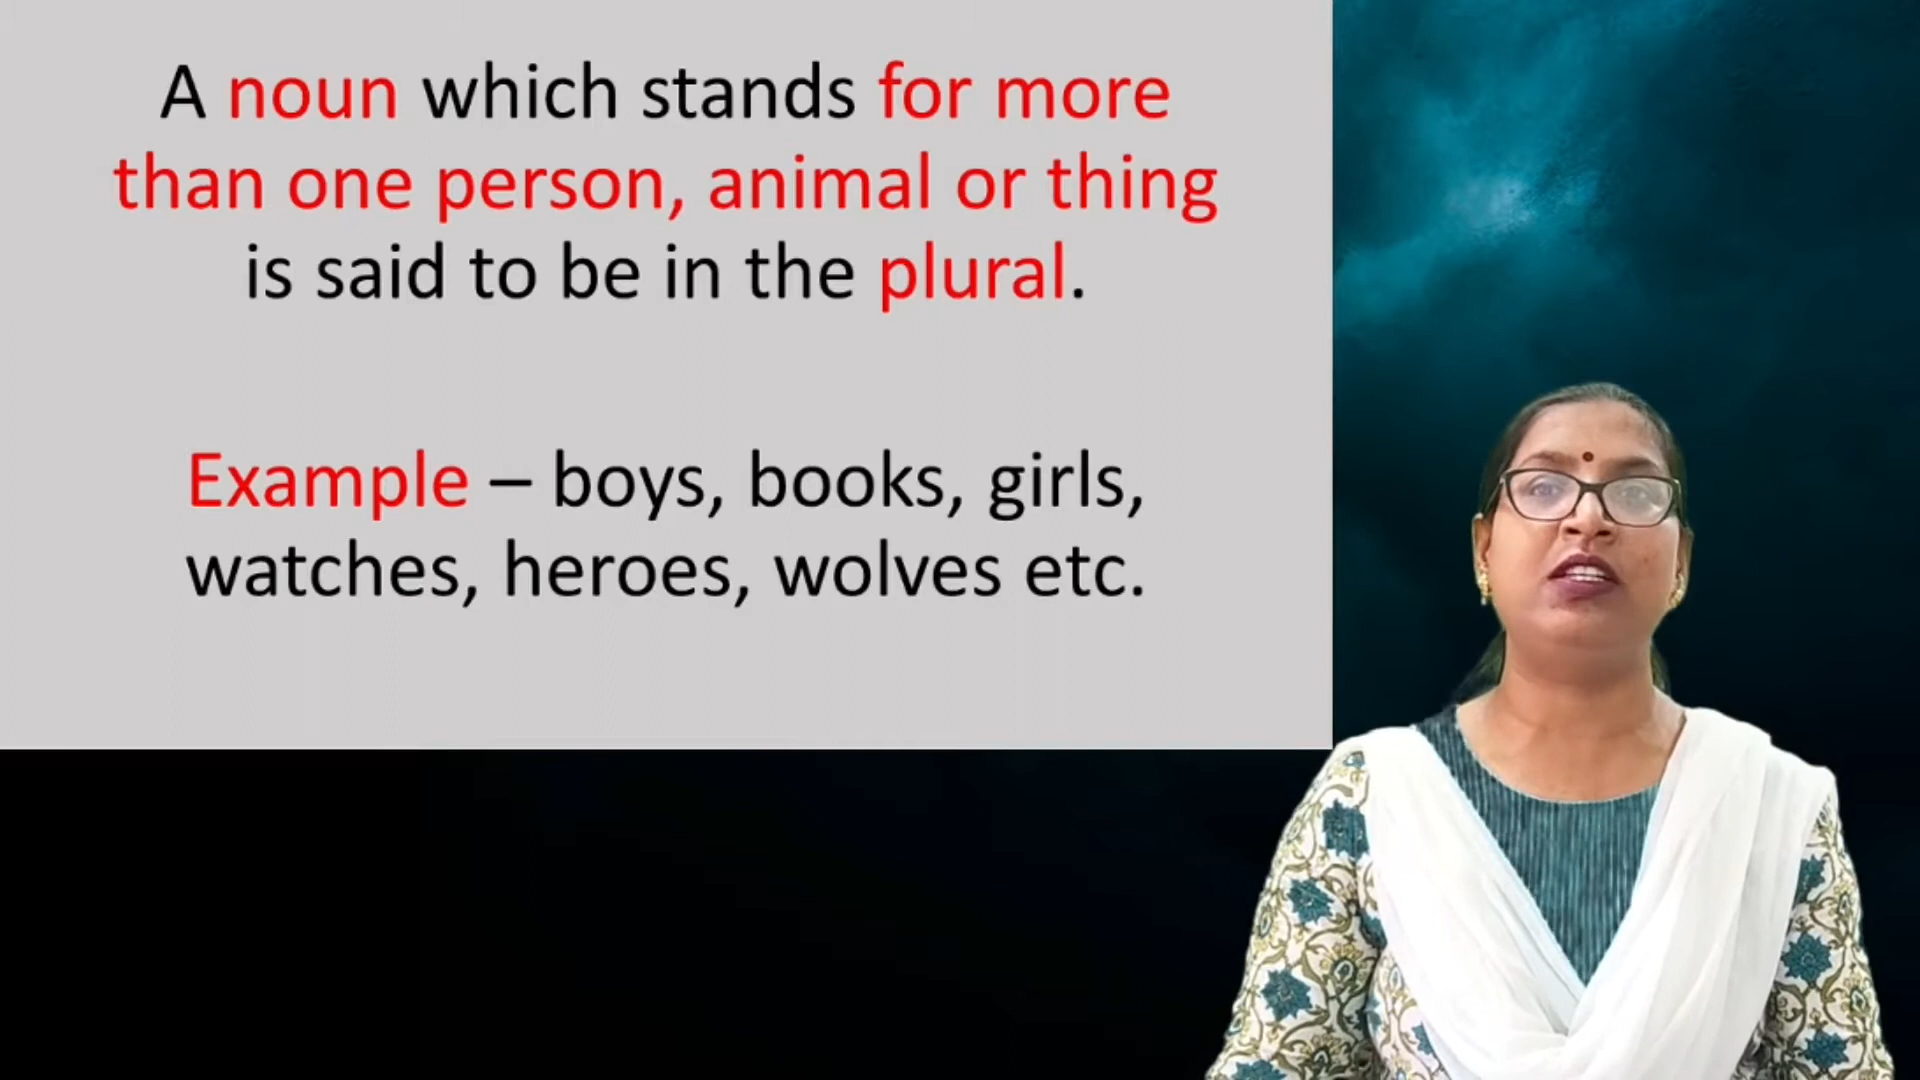 A noun which stands for more
than one person, animal or thing
is said to be in the plural.
Example – boys, books, girls,
watches, heroes, wolves etc.